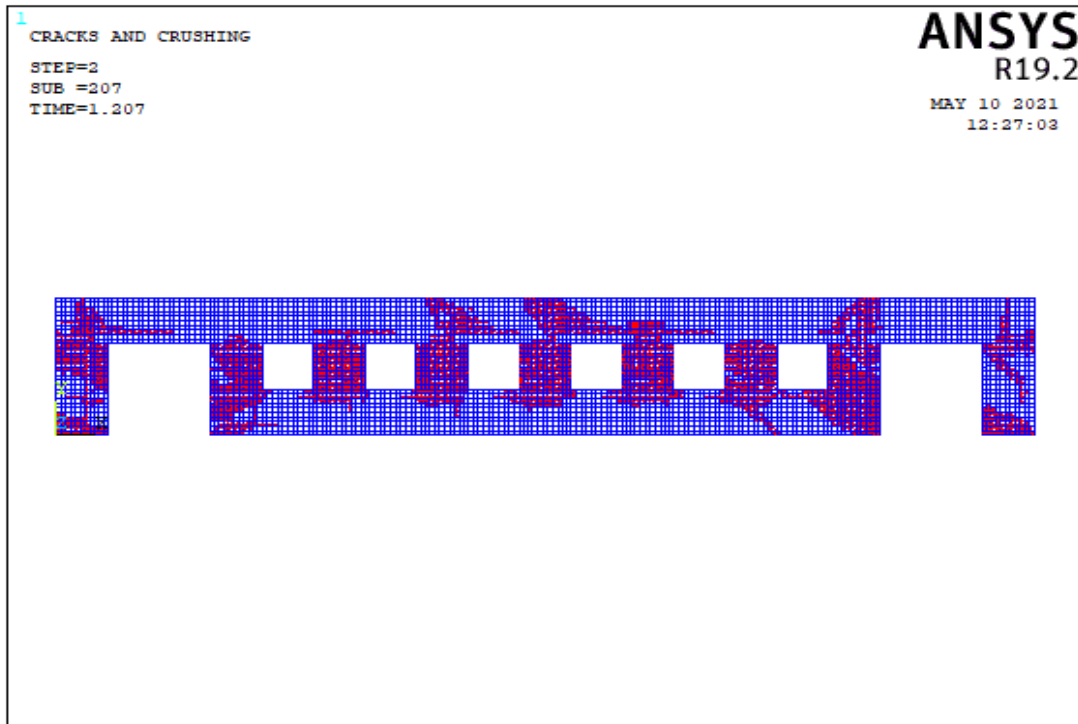 1
CRACKS AND CRUSHING
STEP=2
SUB =207
TIME=1.207
ANSYS
R19.2
MAY 10 2021
12:27:03